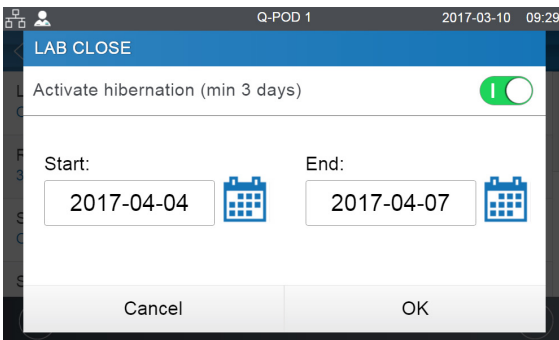 Q-POD 1 2017-03-10 09:29
LAB CLOSE
Activate hibernation (min 3 days)
Start: End:
2017-04-04 2017-04-07
Cancel OK